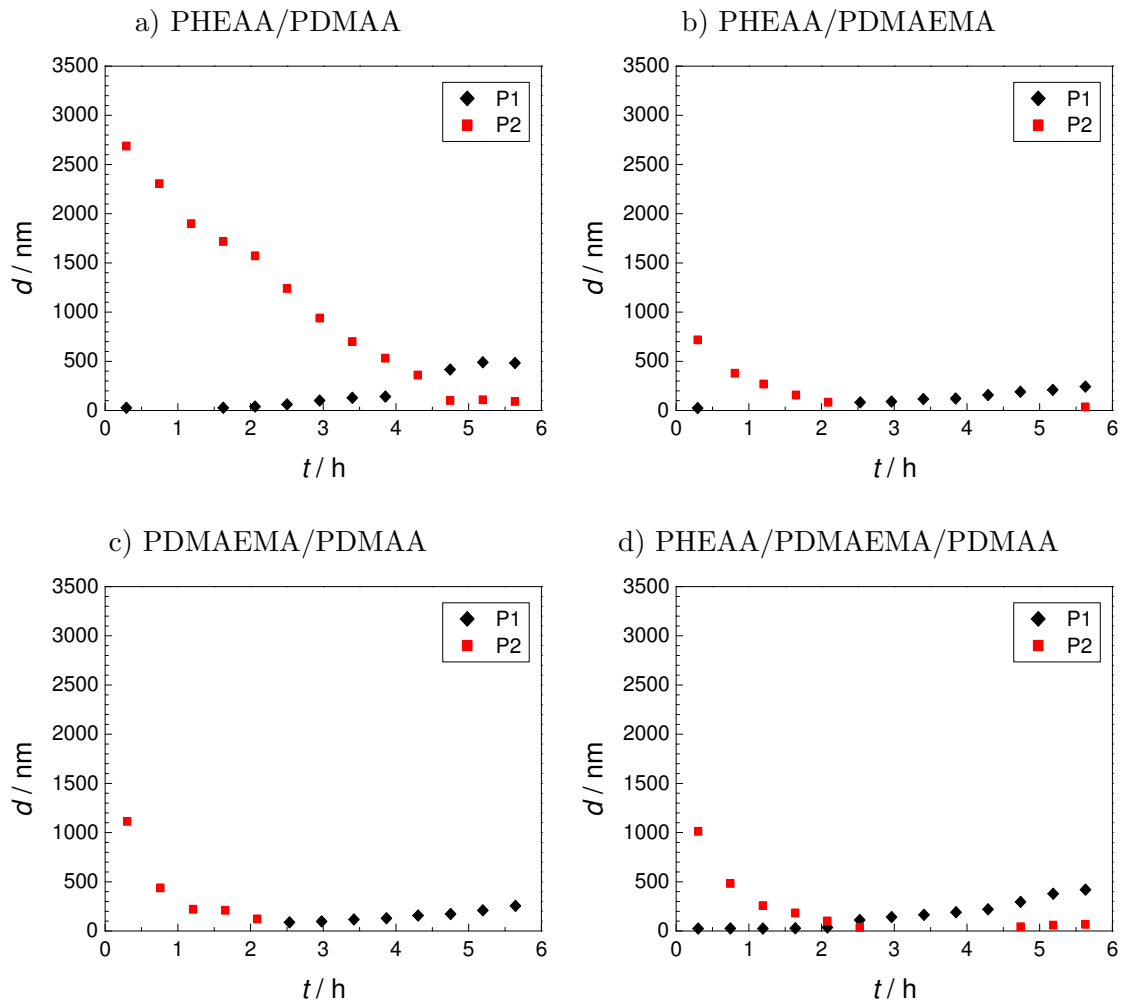 a) PHEAA/PDMAA
3500
3000
2500
2000
1500
1000
500
0
d / nm
P1
P2
0 1 2 3 4 5 6
t / h
b) PHEAA/PDMAEMA
3500
3000
2500
2000
1500
1000
500
0
d / nm
P1
P2
0 1 2 3 4 5 6
t / h
c) PDMAEMA/PDMAA
3500
3000
2500
2000
1500
1000
500
0
d / nm
P1
P2
0 1 2 3 4 5 6
t / h
d) PHEAA/PDMAEMA/PDMAA
3500
3000
2500
2000
1500
1000
500
0
d / nm
P1
P2
0 1 2 3 4 5 6
t / h